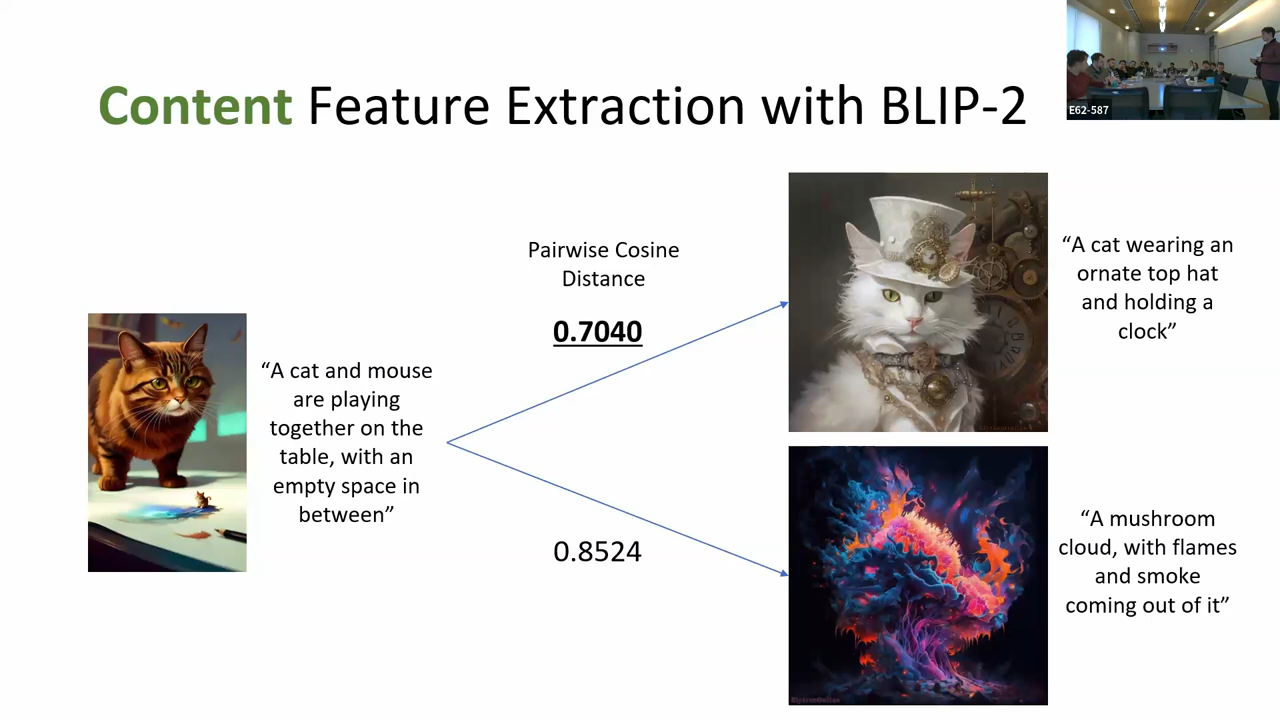 Content Feature Extraction with BLIP-2
E62-587
Pairwise Cosine
Distance
0.7040
0.8524
“A cat and mouse
are playing
together on the
table, with an
empty space in
between”
“A cat wearing an
ornate top hat
and holding a
clock”
“A mushroom
cloud, with flames
and smoke
coming out of it”